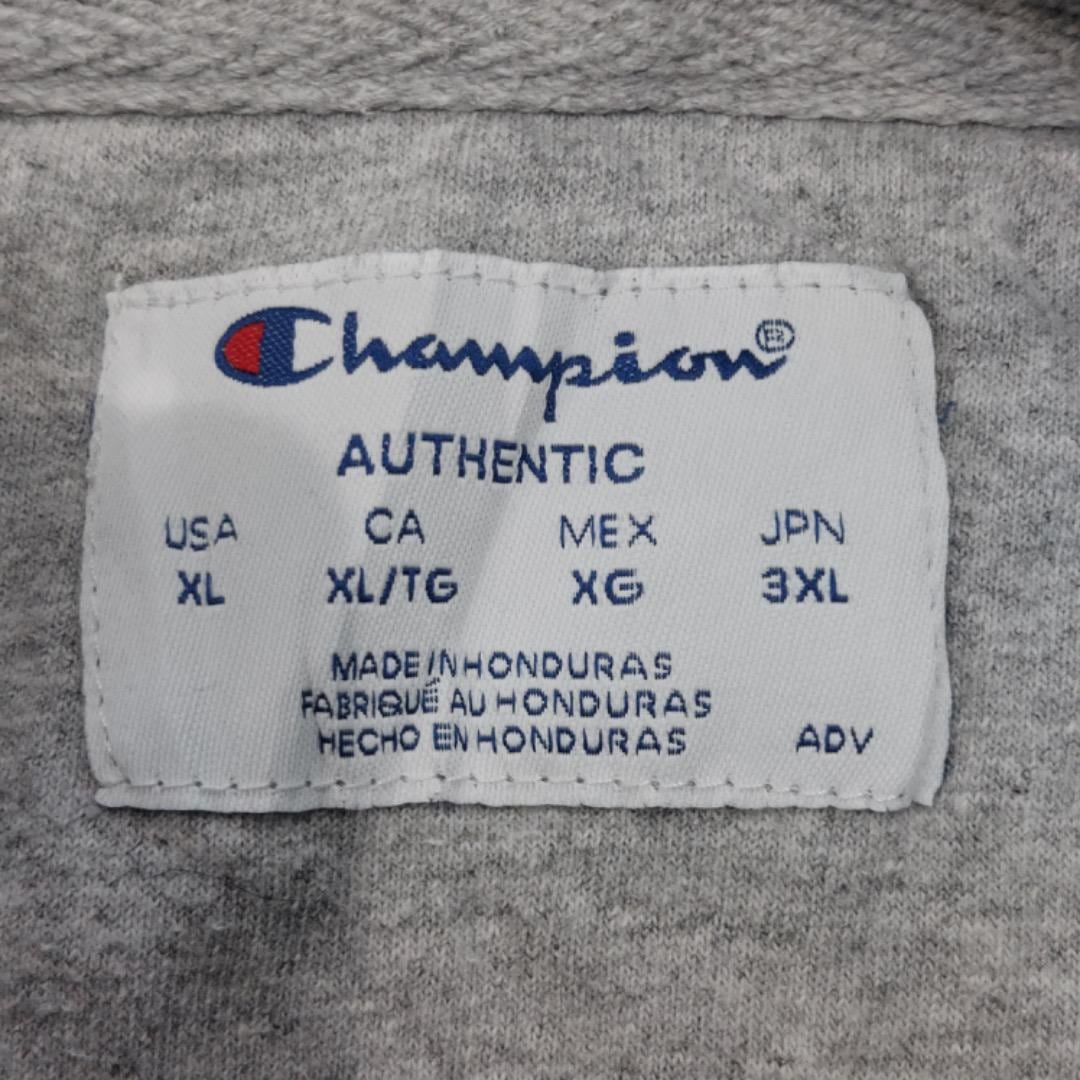 Champion®
AUTHENTIC
USA CA MEX JPN
XL XL/TG XG 3XL
MADE IN HONDURAS
FABRIQUÉ AU HONDURAS
HECHO EN HONDURAS ADV